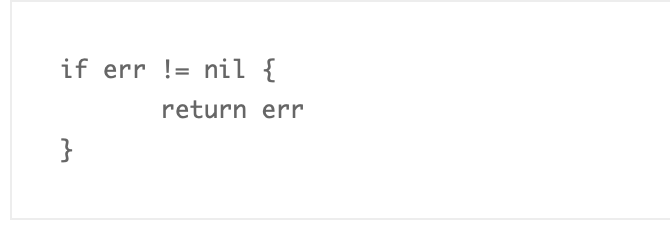 if err != nil {
       return err
}